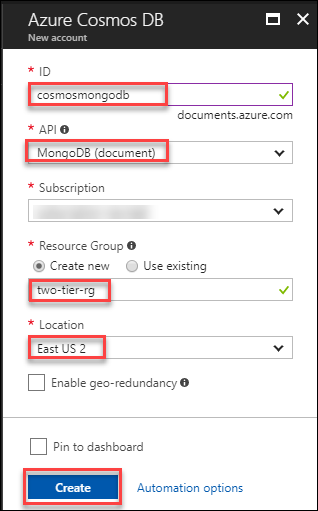 Azure Cosmos DB
New account
* ID
cosmosmongodb
documents.azure.com
* API
MongoDB (document)
* Subscription
* Resource Group
Create new Use existing
two-tier-rg
* Location
East US 2
Enable geo-redundancy
Pin to dashboard
Create Automation options